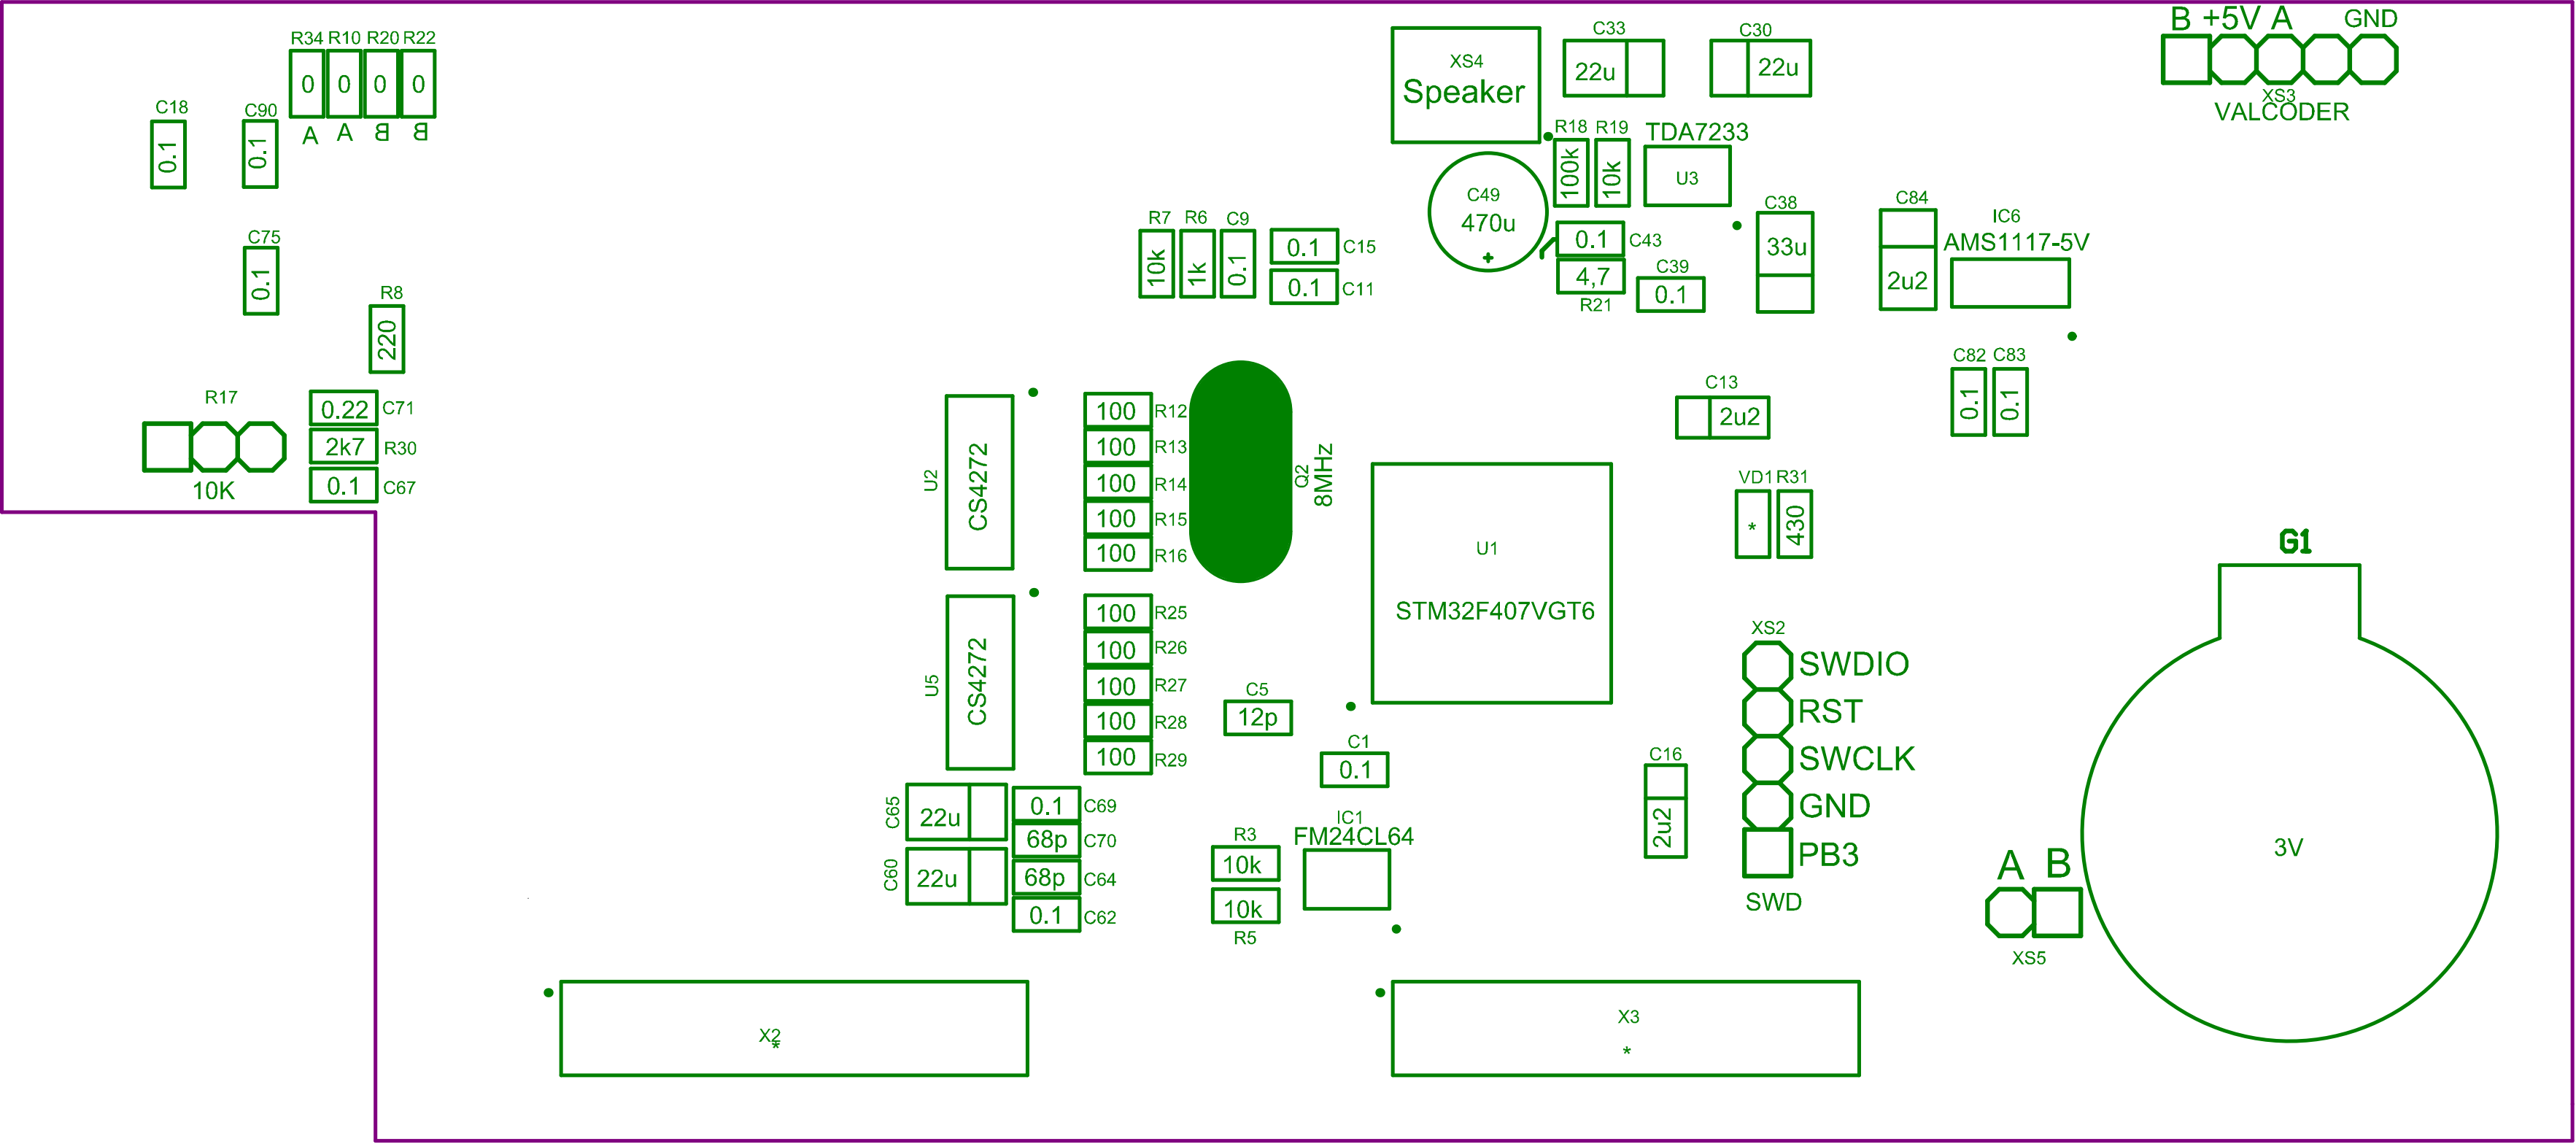 B +5V A GND
XS3
VALCODER
R34 R10 R20 R22
0 0 0 0
A A B B
C18
0.1
C90
0.1
C75
0.1
R8
220
R17
10K
0.22 C71
2k7 R30
0.1 C67
XS4
Speaker
C33
22u
C30
22u
R18
100k
R19
10k
TDA7233
U3
C49
470u
+
0.1 C43
4,7
R21
C39
0.1
C38
33u
C84
2u2
IC6
AMS1117-5V
R7
10k
R6
1k
C9
0.1
0.1 C15
0.1 C11
C82
0.1
C83
0.1
C13
2u2
U2
CS4272
100 R12
100 R13
100 R14
100 R15
100 R16
Q2
8MHz
U1
STM32F407VGT6
VD1
*
R31
430
G1
3V
U5
CS4272
100 R25
100 R26
100 R27
100 R28
100 R29
C5
12p
C1
0.1
XS2
SWDIO
RST
SWCLK
GND
PB3
SWD
C16
2u2
C65
22u
C60
22u
0.1 C69
68p C70
68p C64
0.1 C62
R3
10k
10k
R5
IC1
FM24CL64
A B
XS5
X2
*
X3
*